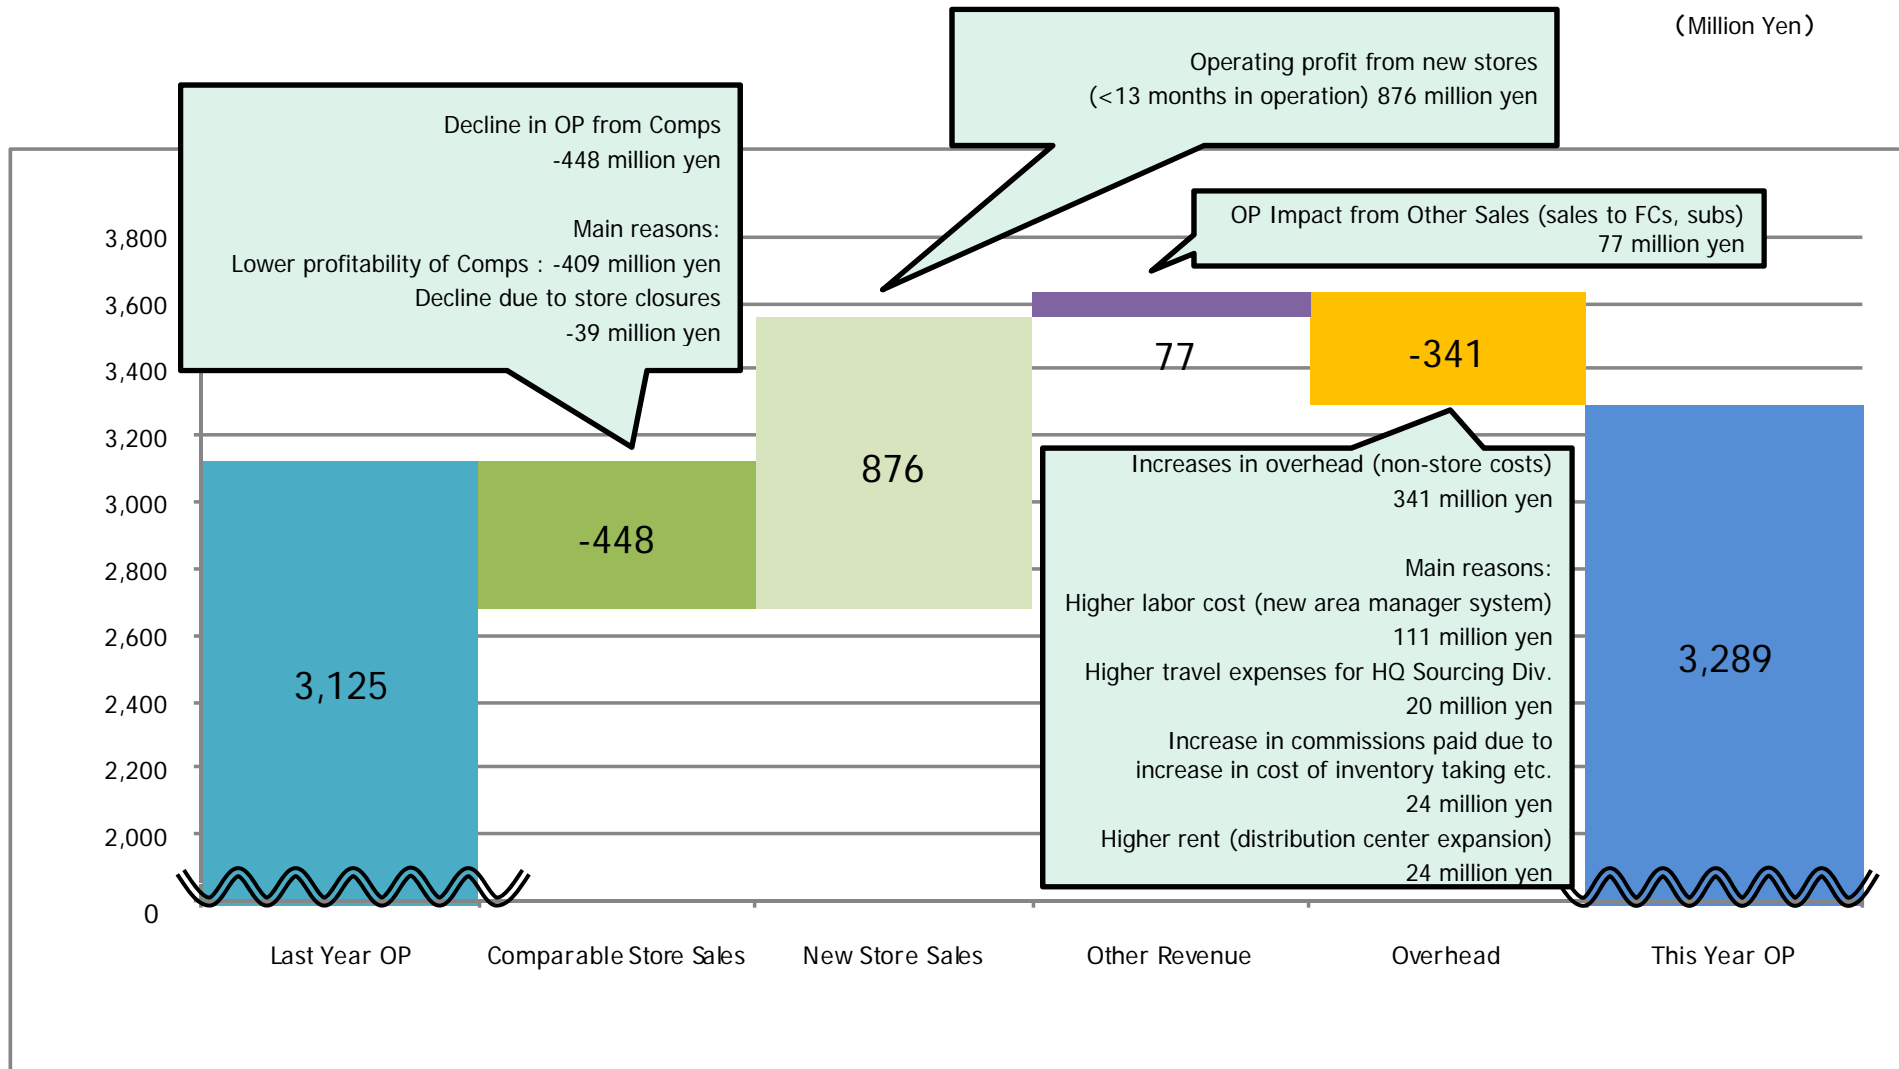 (Million Yen)
Operating profit from new stores
(<13 months in operation) 876 million yen
Decline in OP from Comps
-448 million yen
Main reasons:
Lower profitability of Comps : -409 million yen
Decline due to store closures
-39 million yen
OP Impact from Other Sales (sales to FCs, subs)
77 million yen
3,800
3,600
3,400
3,200
3,000
2,800
2,600
2,400
2,200
2,000
0
3,125
-448
876
77
-341
3,289
Increases in overhead (non-store costs)
341 million yen
Main reasons:
Higher labor cost (new area manager system)
111 million yen
Higher travel expenses for HQ Sourcing Div.
20 million yen
Increase in commissions paid due to
increase in cost of inventory taking etc.
24 million yen
Higher rent (distribution center expansion)
24 million yen
Last Year OP
Comparable Store Sales
New Store Sales
Other Revenue
Overhead
This Year OP